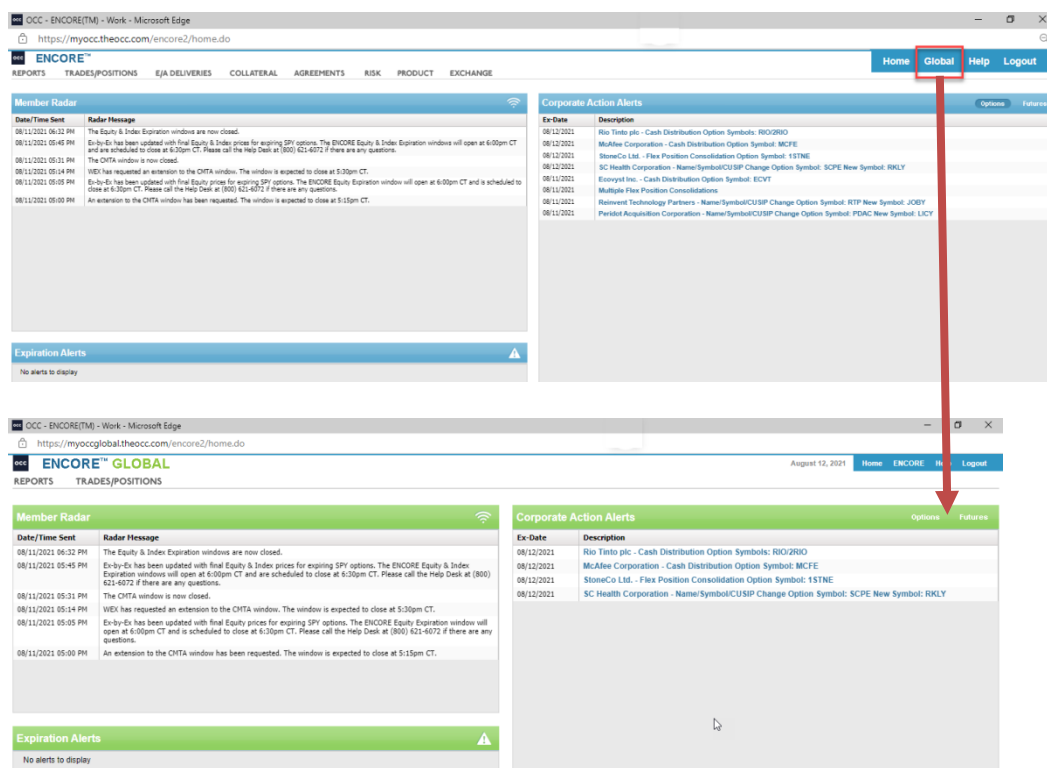 OCC - ENCORE(TM) - Work - Microsoft Edge
https://myocc.theocc.com/encore2/home.do
occ ENCORE™
Home Global Help Logout
REPORTS TRADES/POSITIONS E/A DELIVERIES COLLATERAL AGREEMENTS RISK PRODUCT EXCHANGE
Member Radar
Date/Time Sent Radar Message
08/11/2021 06:32 PM The Equity & Index Expiration windows are now closed.
08/11/2021 05:45 PM Ex-by-Ex has been updated with final Equity & Index prices for expiring SPY options. The ENCORE Equity & Index Expiration windows will open at 6:00pm CT
and are scheduled to close at 6:30pm CT. Please call the Help Desk at (800) 621-6072 if there are any questions.
08/11/2021 05:31 PM The CMTA window is now closed.
08/11/2021 05:14 PM WEX has requested an extension to the CMTA window. The window is expected to close at 5:30pm CT.
08/11/2021 05:05 PM Ex-by-Ex has been updated with final Equity prices for expiring SPY options. The ENCORE Equity Expiration window will open at 6:00pm CT and is scheduled to
close at 6:30pm CT. Please call the Help Desk at (800) 621-6072 if there are any questions.
08/11/2021 05:00 PM An extension to the CMTA window has been requested. The window is expected to close at 5:15pm CT.
Expiration Alerts
No alerts to display
Corporate Action Alerts Options Futures
Ex-Date Description
08/12/2021 Rio Tinto plc - Cash Distribution Option Symbols: RIO/2RIO
08/12/2021 McAfee Corporation - Cash Distribution Option Symbol: MCFE
08/12/2021 StoneCo Ltd. - Flex Position Consolidation Option Symbol: 1STNE
08/12/2021 SC Health Corporation - Name/Symbol/CUSIP Change Option Symbol: SCPE New Symbol: RKLY
08/11/2021 Ecovyst Inc. - Cash Distribution Option Symbol: ECVT
08/11/2021 Multiple Flex Position Consolidations
08/11/2021 Reinvent Technology Partners - Name/Symbol/CUSIP Change Option Symbol: RTP New Symbol: JOBY
08/11/2021 Peridot Acquisition Corporation - Name/Symbol/CUSIP Change Option Symbol: PDAC New Symbol: LICY
OCC - ENCORE(TM) - Work - Microsoft Edge
https://myoccglobal.theocc.com/encore2/home.do
occ ENCORE™ GLOBAL
August 12, 2021 Home ENCORE Logout
REPORTS TRADES/POSITIONS
Member Radar
Date/Time Sent Radar Message
08/11/2021 06:32 PM The Equity & Index Expiration windows are now closed.
08/11/2021 05:45 PM Ex-by-Ex has been updated with final Equity & Index prices for expiring SPY options. The ENCORE Equity & Index
Expiration windows will open at 6:00pm CT and are scheduled to close at 6:30pm CT. Please call the Help Desk at (800)
621-6072 if there are any questions.
08/11/2021 05:31 PM The CMTA window is now closed.
08/11/2021 05:14 PM WEX has requested an extension to the CMTA window. The window is expected to close at 5:30pm CT.
08/11/2021 05:05 PM Ex-by-Ex has been updated with final Equity prices for expiring SPY options. The ENCORE Equity Expiration window will
open at 6:00pm CT and is scheduled to close at 6:30pm CT. Please call the Help Desk at (800) 621-6072 if there are any
questions.
08/11/2021 05:00 PM An extension to the CMTA window has been requested. The window is expected to close at 5:15pm CT.
Expiration Alerts
No alerts to display
Corporate Action Alerts Options Futures
Ex-Date Description
08/12/2021 Rio Tinto plc - Cash Distribution Option Symbols: RIO/2RIO
08/12/2021 McAfee Corporation - Cash Distribution Option Symbol: MCFE
08/12/2021 StoneCo Ltd. - Flex Position Consolidation Option Symbol: 1STNE
08/12/2021 SC Health Corporation - Name/Symbol/CUSIP Change Option Symbol: SCPE New Symbol: RKLY